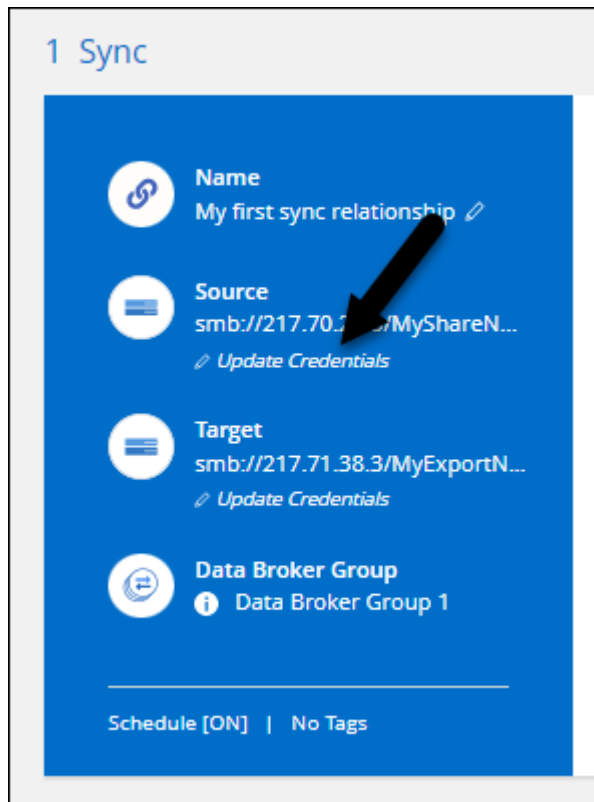 1 Sync
Name
My first sync relationship
Source
smb://217.70.2 3/MyShareN...
Update Credentials
Target
smb://217.71.38.3/MyExportN...
Update Credentials
Data Broker Group
Data Broker Group 1
Schedule [ON] | No Tags